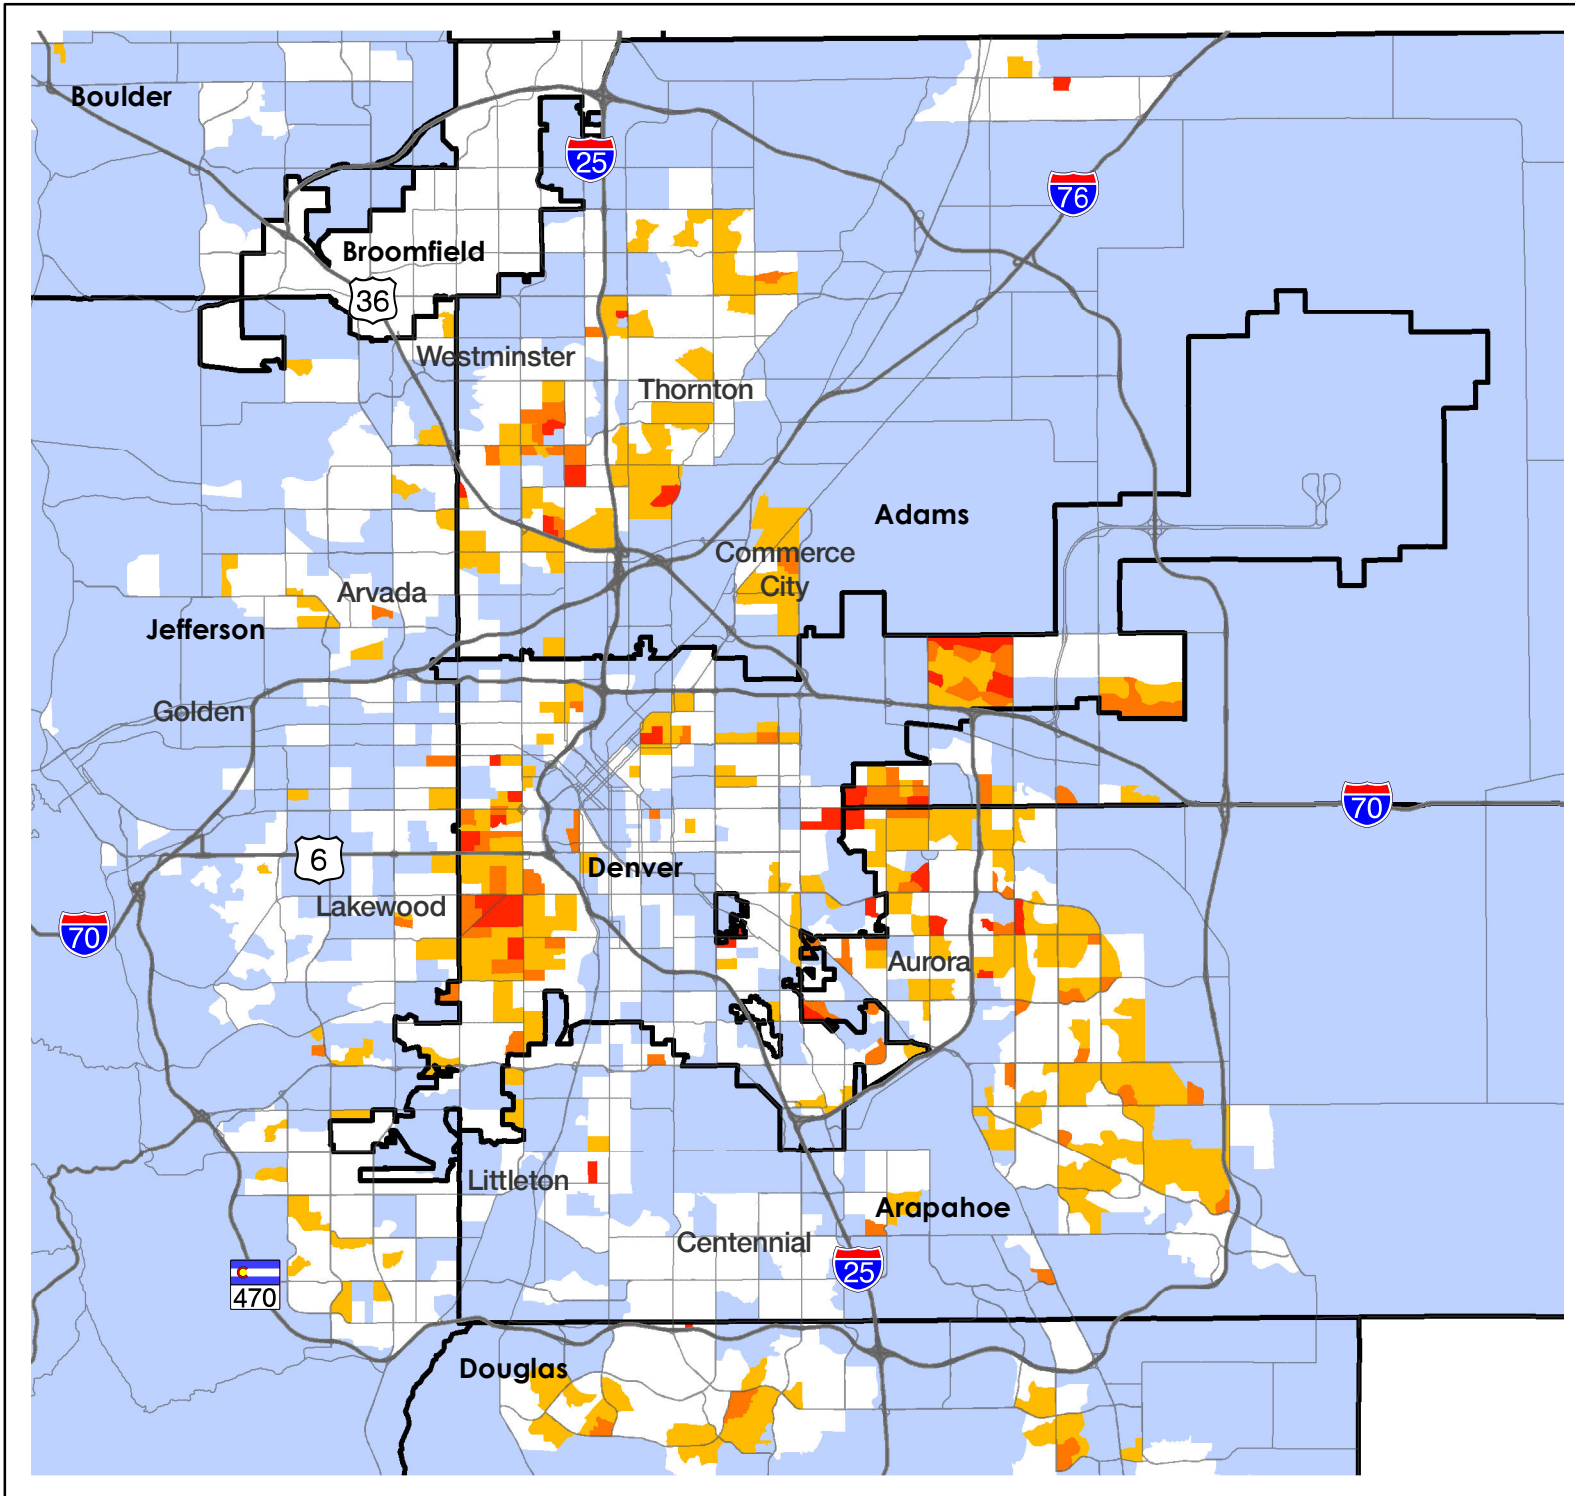 Boulder
25
76
Broomfield
36
Westminster
Thornton
Adams
Commerce
City
Arvada
Jefferson
Golden
70
6
Denver
Lakewood
70
Aurora
Littleton
Arapahoe
Centennial
25
C
470
Douglas